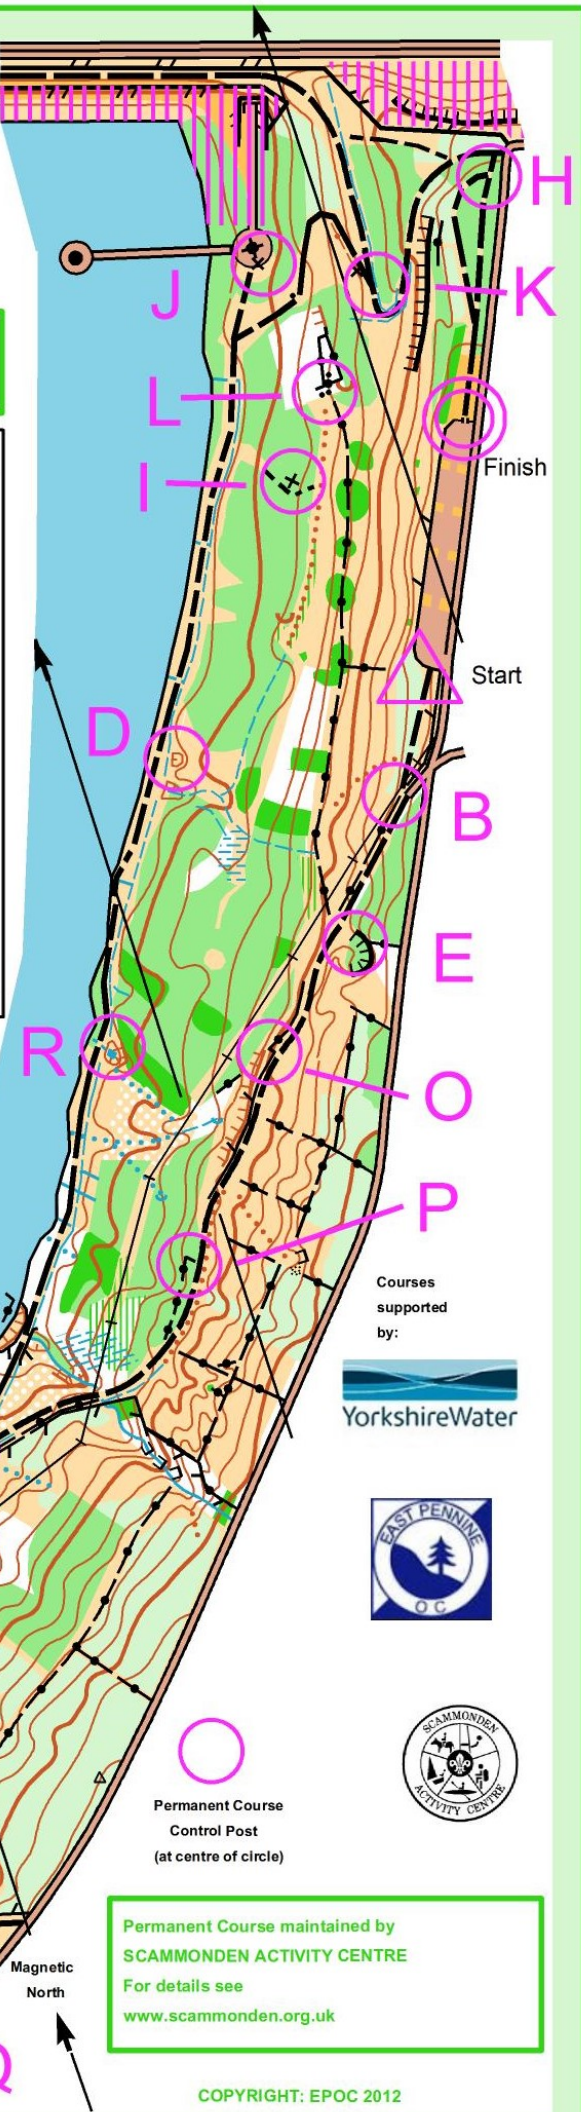 H
J
K
L
I
Finish
Start
D
B
E
R
O
P
Courses
supported
by:
YorkshireWater
EAST PENNINE
OC
SCAMMONDEN
ACTIVITY CENTRE
Permanent Course
Control Post
(at centre of circle)
Permanent Course maintained by
SCAMMONDEN ACTIVITY CENTRE
For details see
www.scammonden.org.uk
Magnetic
North
Q
COPYRIGHT: EPOC 2012